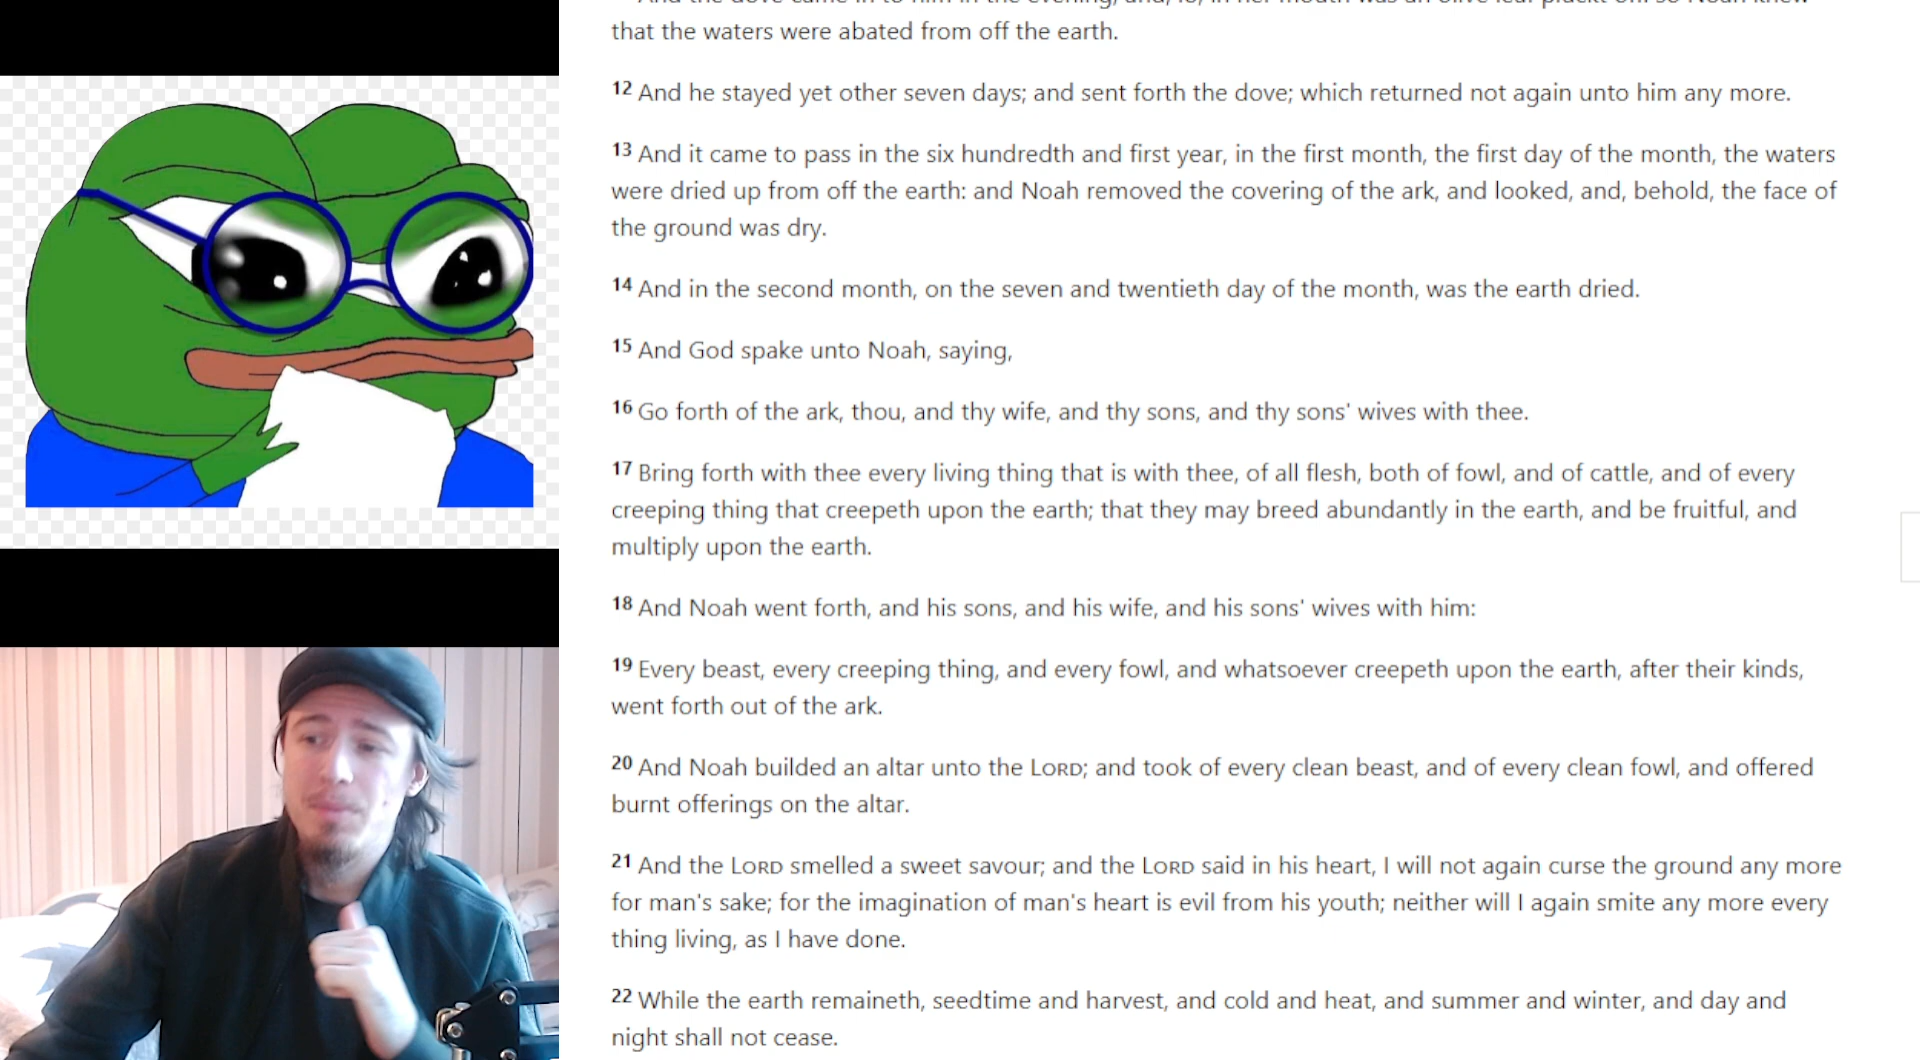 that the waters were abated from off the earth.
12 And he stayed yet other seven days; and sent forth the dove; which returned not again unto him any more.
13 And it came to pass in the six hundredth and first year, in the first month, the first day of the month, the waters
were dried up from off the earth: and Noah removed the covering of the ark, and looked, and, behold, the face of
the ground was dry.
14 And in the second month, on the seven and twentieth day of the month, was the earth dried.
15 And God spake unto Noah, saying,
16 Go forth of the ark, thou, and thy wife, and thy sons, and thy sons' wives with thee.
17 Bring forth with thee every living thing that is with thee, of all flesh, both of fowl, and of cattle, and of every
creeping thing that creepeth upon the earth; that they may breed abundantly in the earth, and be fruitful, and
multiply upon the earth.
18 And Noah went forth, and his sons, and his wife, and his sons' wives with him:
19 Every beast, every creeping thing, and every fowl, and whatsoever creepeth upon the earth, after their kinds,
went forth out of the ark.
20 And Noah builded an altar unto the LORD; and took of every clean beast, and of every clean fowl, and offered
burnt offerings on the altar.
21 And the LORD smelled a sweet savour; and the LORD said in his heart, I will not again curse the ground any more
for man's sake; for the imagination of man's heart is evil from his youth; neither will I again smite any more every
thing living, as I have done.
22 While the earth remaineth, seedtime and harvest, and cold and heat, and summer and winter, and day and
night shall not cease.